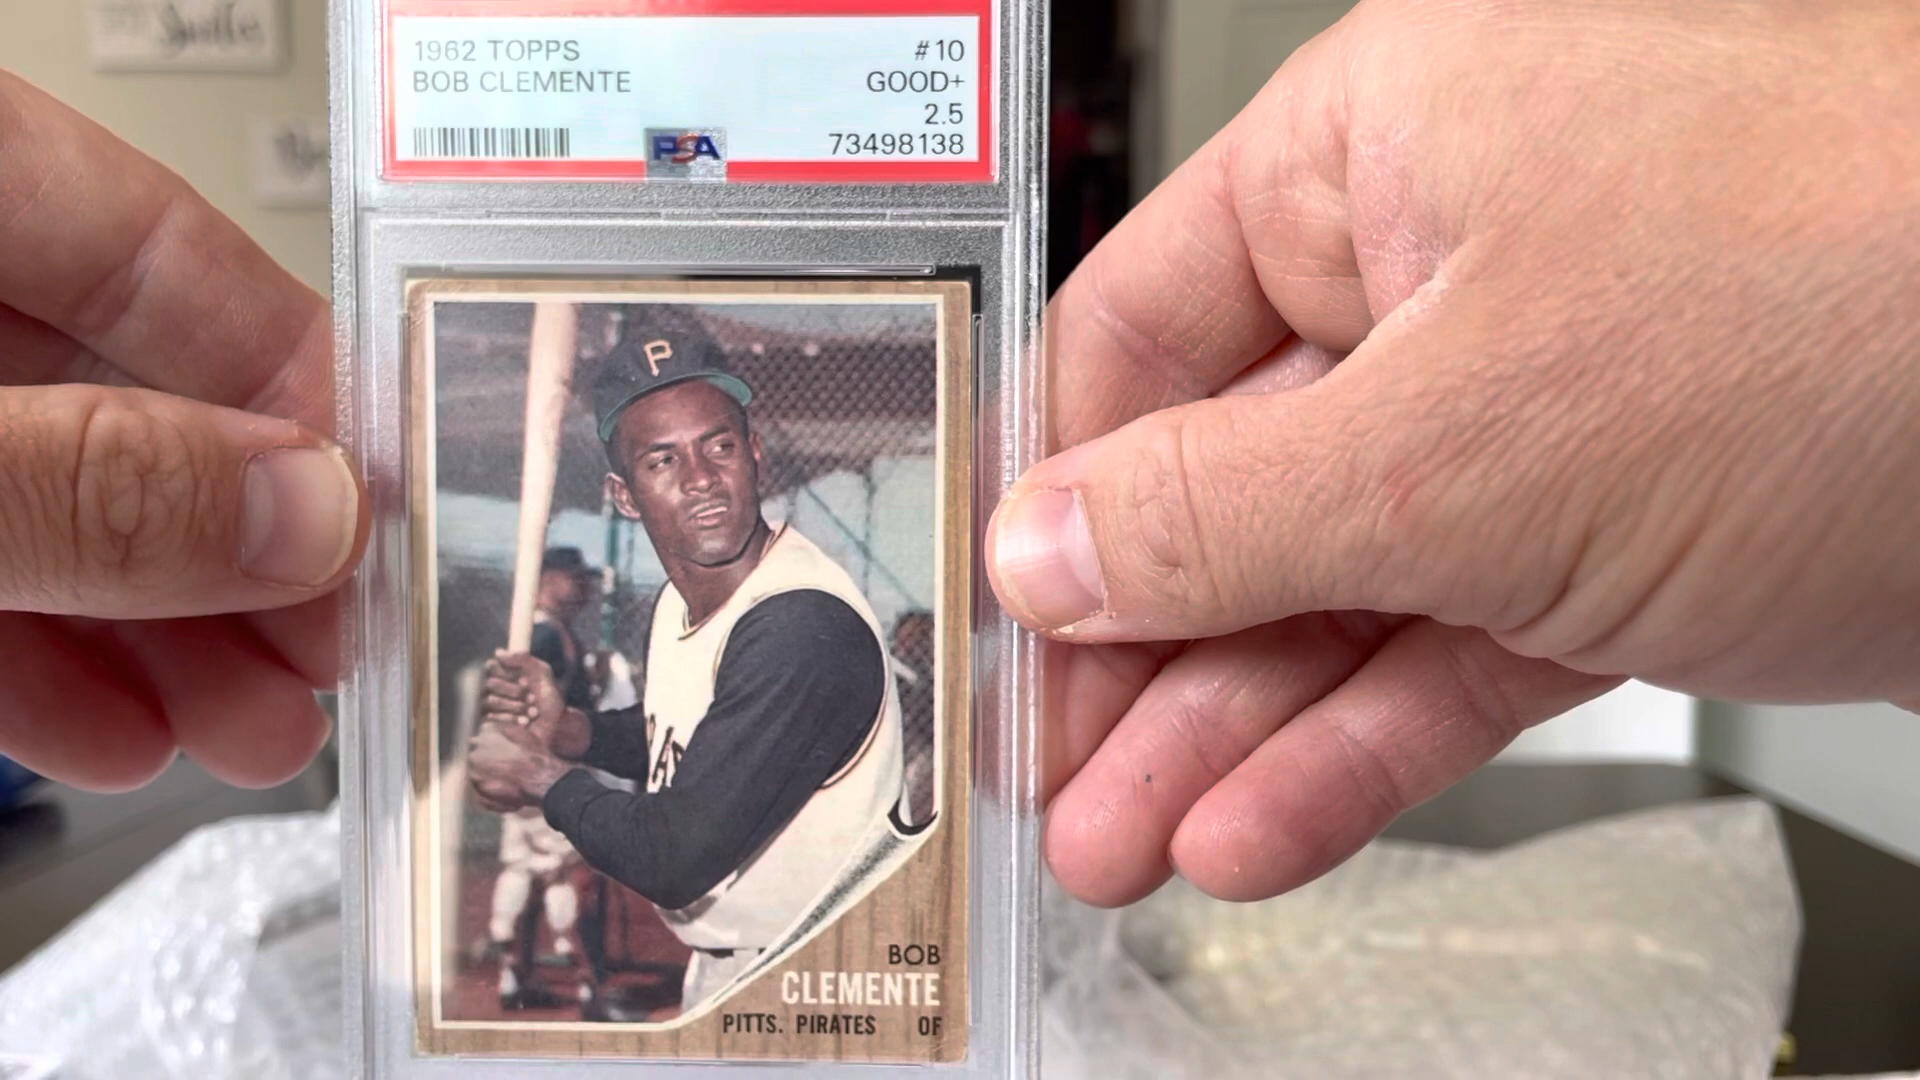 1962 TOPPS #10
BOB CLEMENTE GOOD+
2.5
PSA 73498138
P
BOB
CLEMENTE
PITTS. PIRATES OF